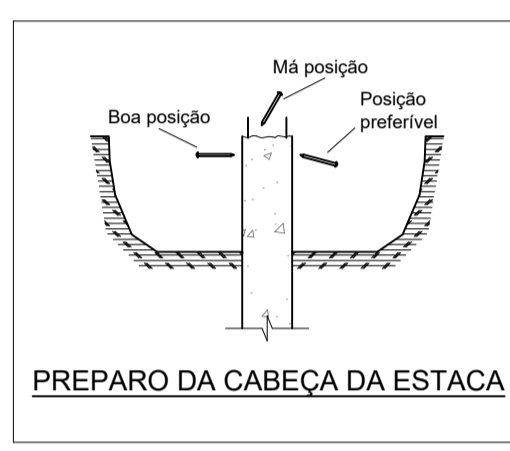 Má posição
Boa posição
Posição
preferível
PREPARO DA CABEÇA DA ESTACA